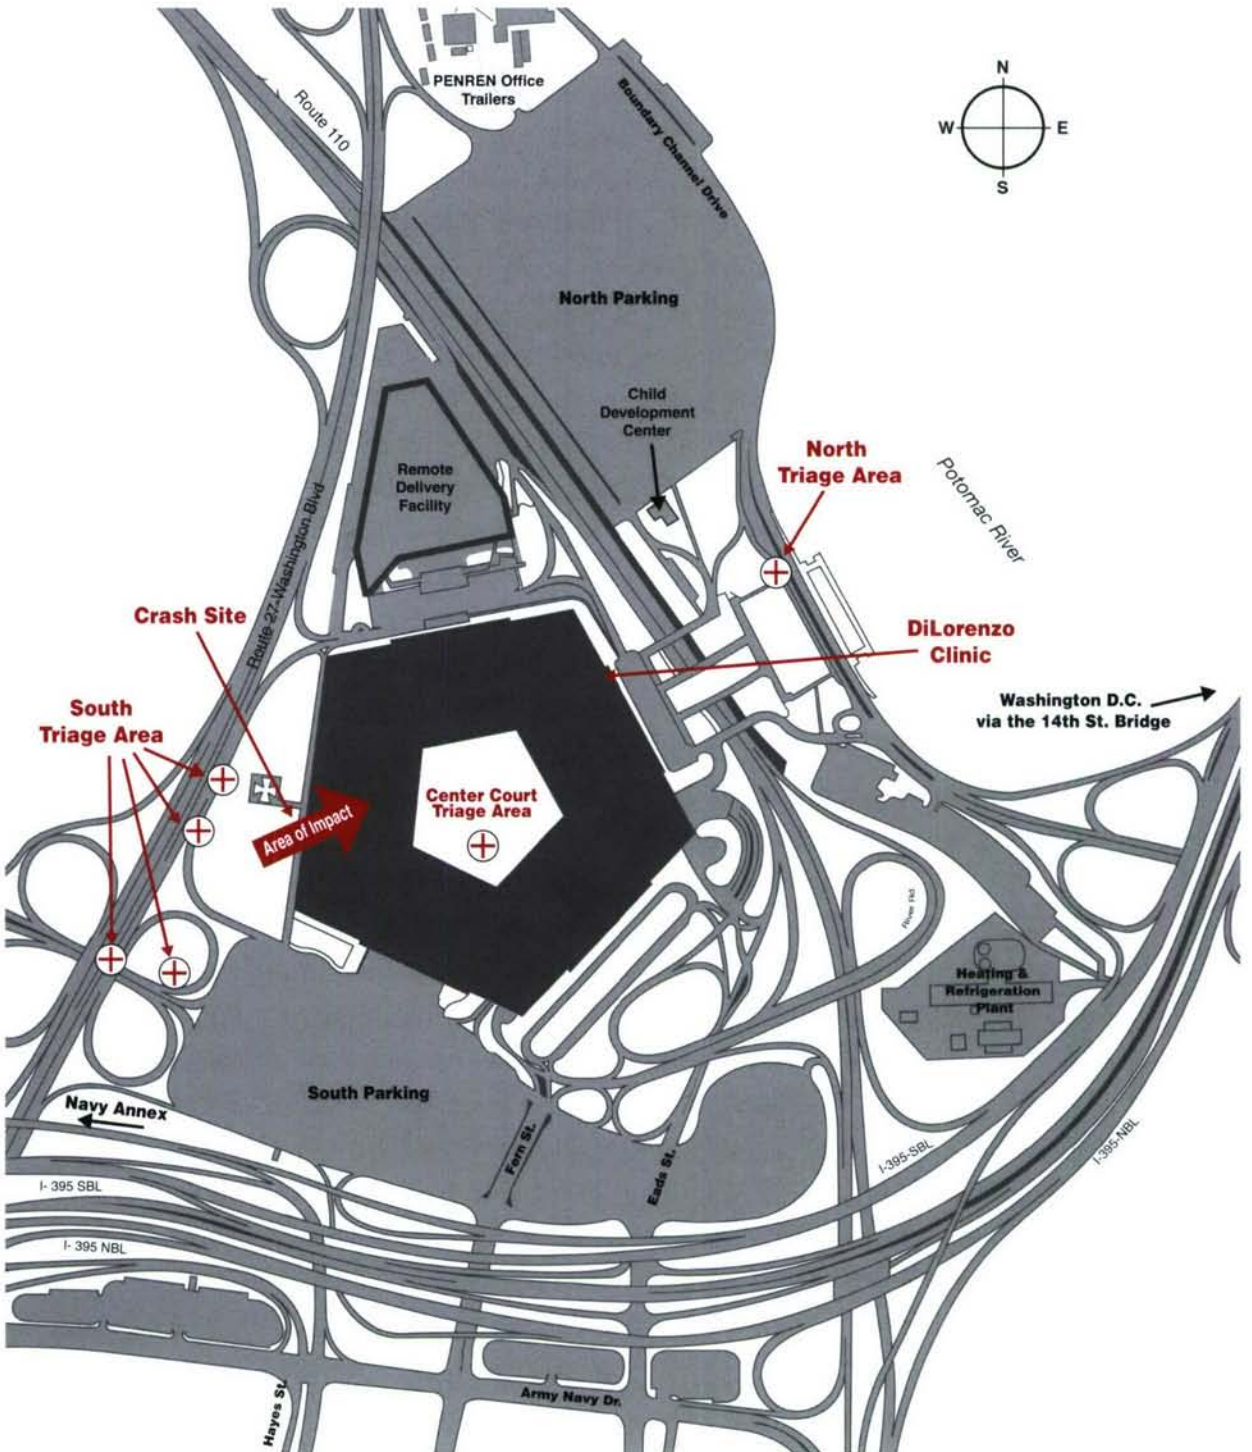 PENREN Office
Trailers
Route 110
Boundary Channel Drive
N
W
E
S
North Parking
Child
Development
Center
North
Triage Area
Remote
Delivery
Facility
Potomac River
Route 27-Washington Blvd
Crash Site
DiLorenzo
Clinic
Washington D.C.
via the 14th St. Bridge
South
Triage Area
Area of Impact
Center Court
Triage Area
River Rd
Heating &
Refrigeration
Plant
South Parking
Navy Annex
Fern St.
Eads St.
I-395-SBL
I-395-NBL
I- 395 SBL
I- 395 NBL
Army Navy Dr.
Hayes St.